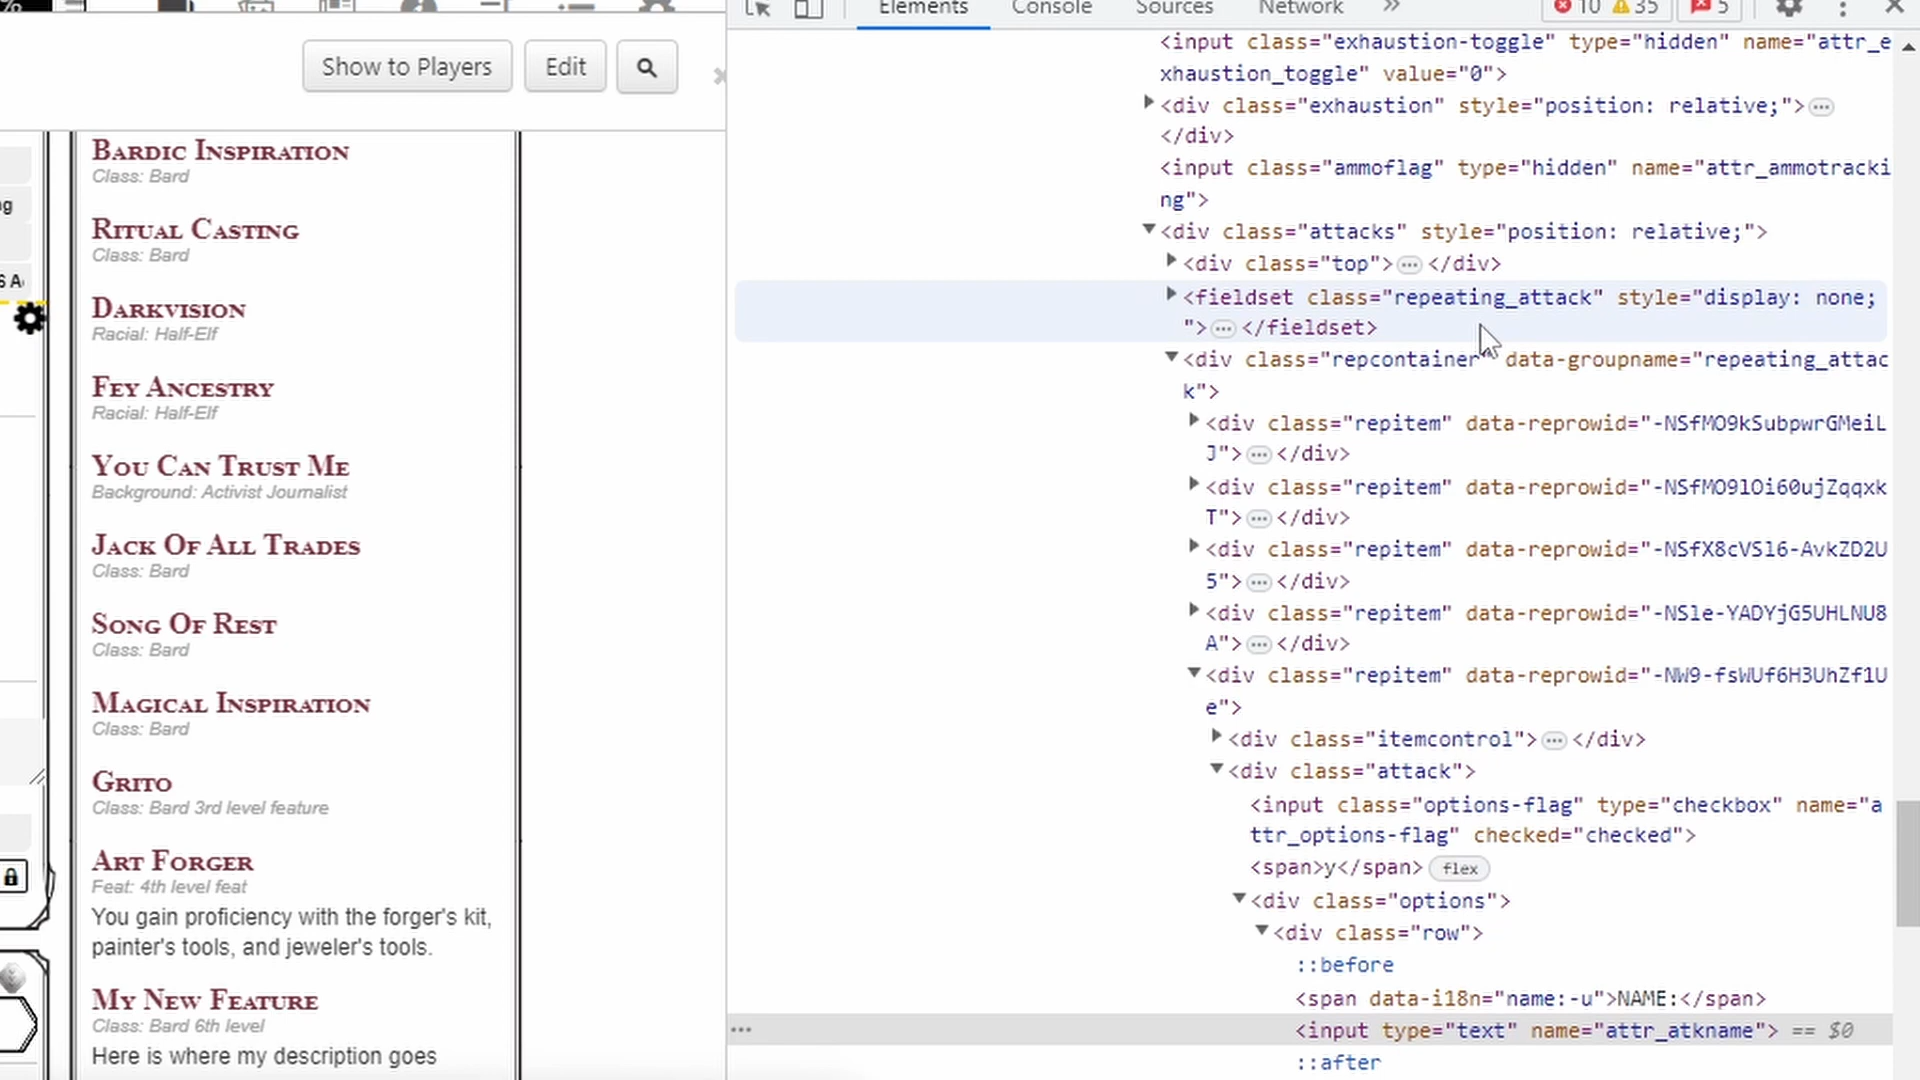 %
Show to Players
Edit
BARDIC INSPIRATION
Class: Bard
ng
RITUAL CASTING
Class: Bard
DARKVISION
Racial: Half-Elf
FEY ANCESTRY
Racial: Half-Elf
YOU CAN TRUST ME
Background: Activist Journalist
JACK OF ALL TRADES
Class: Bard
SONG OF REST
Class: Bard
MAGICAL INSPIRATION
Class: Bard
GRITO
Class: Bard 3rd level feature
ART FORGER
Feat: 4th level feat
You gain proficiency with the forger's kit,
painter's tools, and jeweler's tools.
MY NEW FEATURE
Class: Bard 6th level
Here is where my description goes
Elements Console Sources Network » 10 35 5
<input class="exhaustion-toggle" type="hidden" name="attr_e
xhaustion_toggle" value="0">
<div class="exhaustion" style="position: relative;"> ⋯
</div>
<input class="ammoflag" type="hidden" name="attr_ammotracki
ng">
<div class="attacks" style="position: relative;">
<div class="top"> ⋯ </div>
<fieldset class="repeating_attack" style="display: none;
"> ⋯ </fieldset>
<div class="repcontainer" data-groupname="repeating_attac
k">
<div class="repitem" data-reprowid="-NSfMO9kSubpwrGMeiL
J"> ⋯ </div>
<div class="repitem" data-reprowid="-NSfMO9lOi60ujZqqxk
T"> ⋯ </div>
<div class="repitem" data-reprowid="-NSfX8cVSl6-AvkZD2U
5"> ⋯ </div>
<div class="repitem" data-reprowid="-NSle-YADYjG5UHLNU8
A"> ⋯ </div>
<div class="repitem" data-reprowid="-NW9-fsWUf6H3UhZf1U
e">
<div class="itemcontrol"> ⋯ </div>
<div class="attack">
<input class="options-flag" type="checkbox" name="a
ttr_options-flag" checked="checked">
<span>y</span> flex
<div class="options">
<div class="row">
::before
<span data-i18n="name:-u">NAME:</span>
<input type="text" name="attr_atkname"> == $0
::after